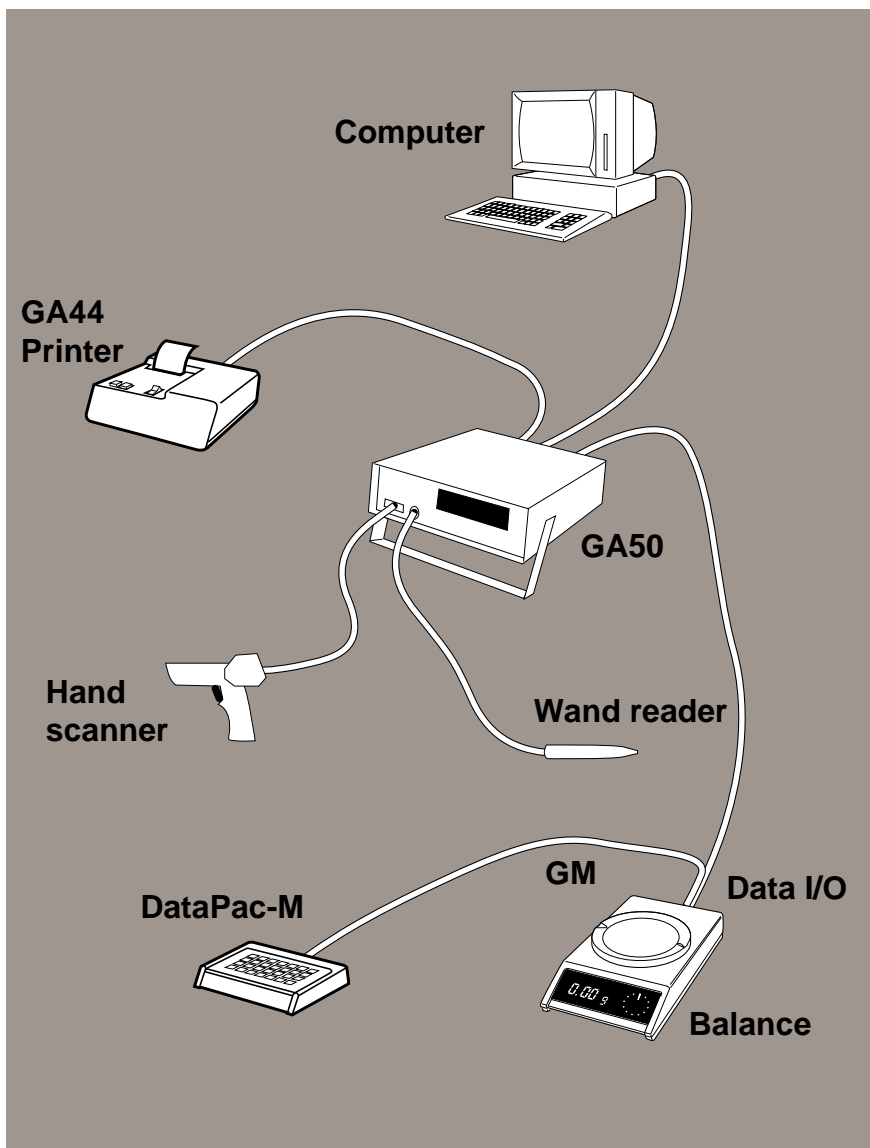 Computer
GA44
Printer
GA50
Hand
scanner
Wand reader
GM
Data I/O
DataPac-M
0.00 g
Balance